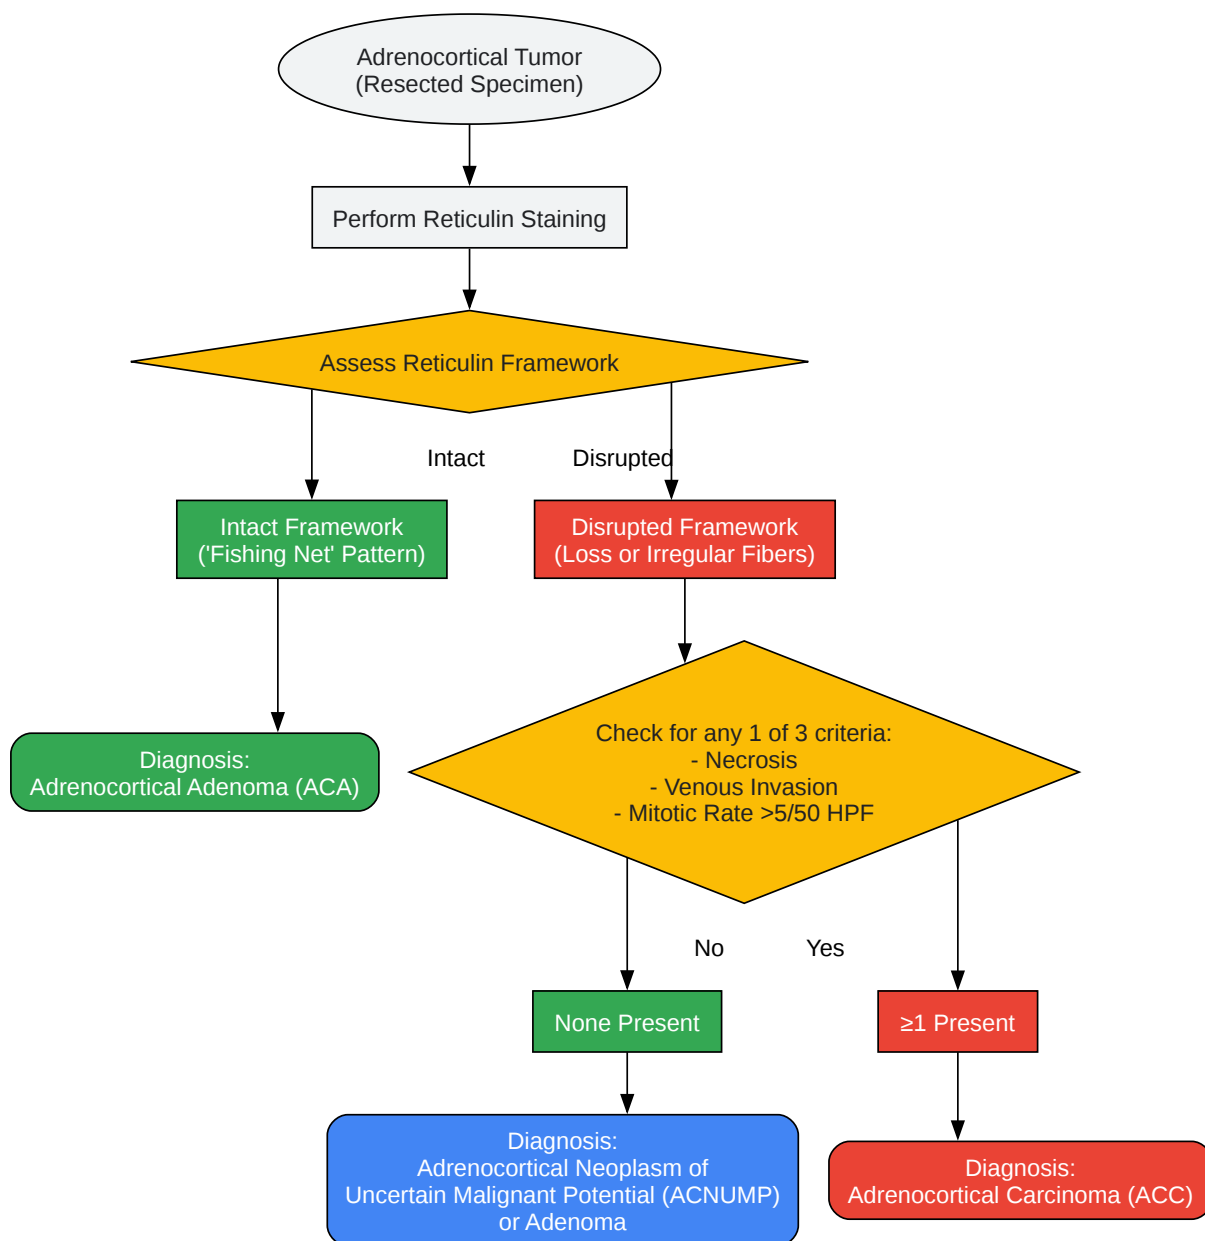 Adrenocortical Tumor
(Resected Specimen)
Perform Reticulin Staining
Assess Reticulin Framework
Intact
Disrupted
Intact Framework
('Fishing Net' Pattern)
Disrupted Framework
(Loss or Irregular Fibers)
Diagnosis:
Adrenocortical Adenoma (ACA)
Check for any 1 of 3 criteria:
- Necrosis
- Venous Invasion
- Mitotic Rate >5/50 HPF
No
Yes
None Present
≥1 Present
Diagnosis:
Adrenocortical Neoplasm of
Uncertain Malignant Potential (ACNUMP)
or Adenoma
Diagnosis:
Adrenocortical Carcinoma (ACC)